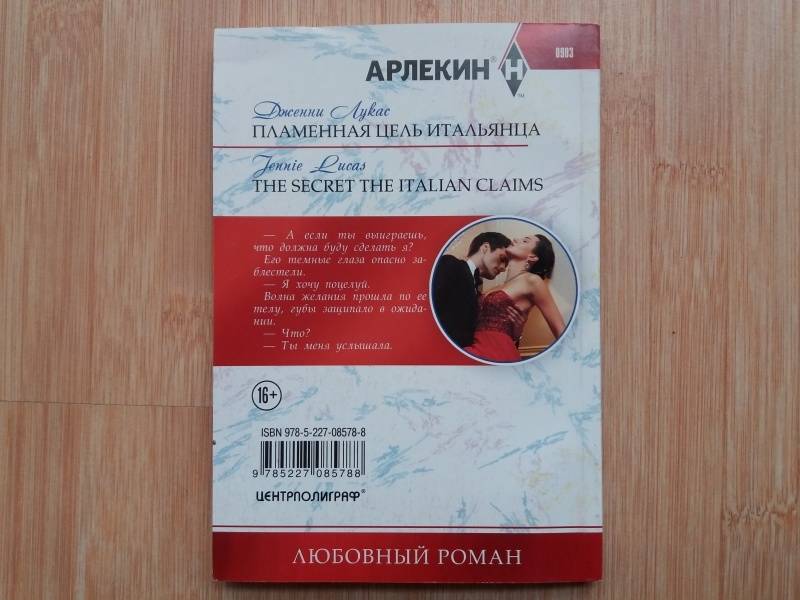 0903
АРЛЕКИН®
H
™
Дженни Лукас
ПЛАМЕННАЯ ЦЕЛЬ ИТАЛЬЯНЦА
Jennie Lucas
THE SECRET THE ITALIAN CLAIMS
— А если ты выиграешь,
что должна буду сделать я?
Его темные глаза опасно за-
блестели.
— Я хочу поцелуй.
Волна желания прошла по ее
телу, губы защипало в ожида-
нии.
— Что?
— Ты меня услышала.
16+
ISBN 978-5-227-08578-8
9 785227 085788
ЦЕНТРПОЛИГРАФ®
ЛЮБОВНЫЙ РОМАН